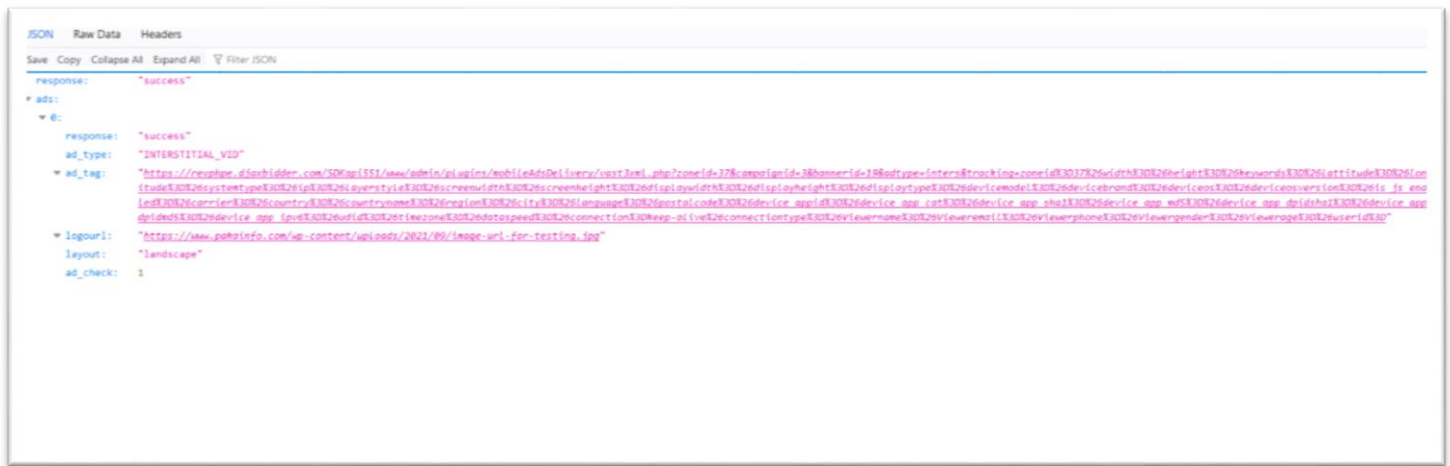 JSON Raw Data Headers
Save Copy Collapse All Expand All Filter JSON
response: "success"
ads:
0:
response: "success"
ad_type: "INTERSTITIAL_VID"
ad_tag: "https://revphpe.djaxbidder.com/SDKapi551/www/admin/plugins/mobileAdsDelivery/vast3xml.php?zoneid=37&campaignid=3&bannerid=19&adtype=inters&tracking=zoneid%3D37%26width%3D%26height%3D%26keywords%3D%26lattitude%3D%26lon
itude%3D%26systemtype%3D%26ip%3D%26layerstyle%3D%26screenwidth%3D%26screenheight%3D%26displaywidth%3D%26displayheight%3D%26displaytype%3D%26devicemodel%3D%26devicebrand%3D%26deviceos%3D%26deviceosversion%3D%26is_js_ena
led%3D%26carrier%3D%26country%3D%26countryname%3D%26region%3D%26city%3D%26language%3D%26postalcode%3D%26device_appid%3D%26device_app_cat%3D%26device_app_sha1%3D%26device_app_md5%3D%26device_app_dpidsha1%3D%26device_app
dpidmd5%3D%26device_app_ipv6%3D%26udid%3D%26timezone%3D%26dataspeed%3D%26connection%3Dkeep-alive%26connectiontype%3D%26Viewername%3D%26Vieweremail%3D%26Viewerphone%3D%26Viewergender%3D%26Viewerage%3D%26userid%3D"
logourl: "https://www.pakainfo.com/wp-content/uploads/2021/09/image-url-for-testing.jpg"
layout: "landscape"
ad_check: 1